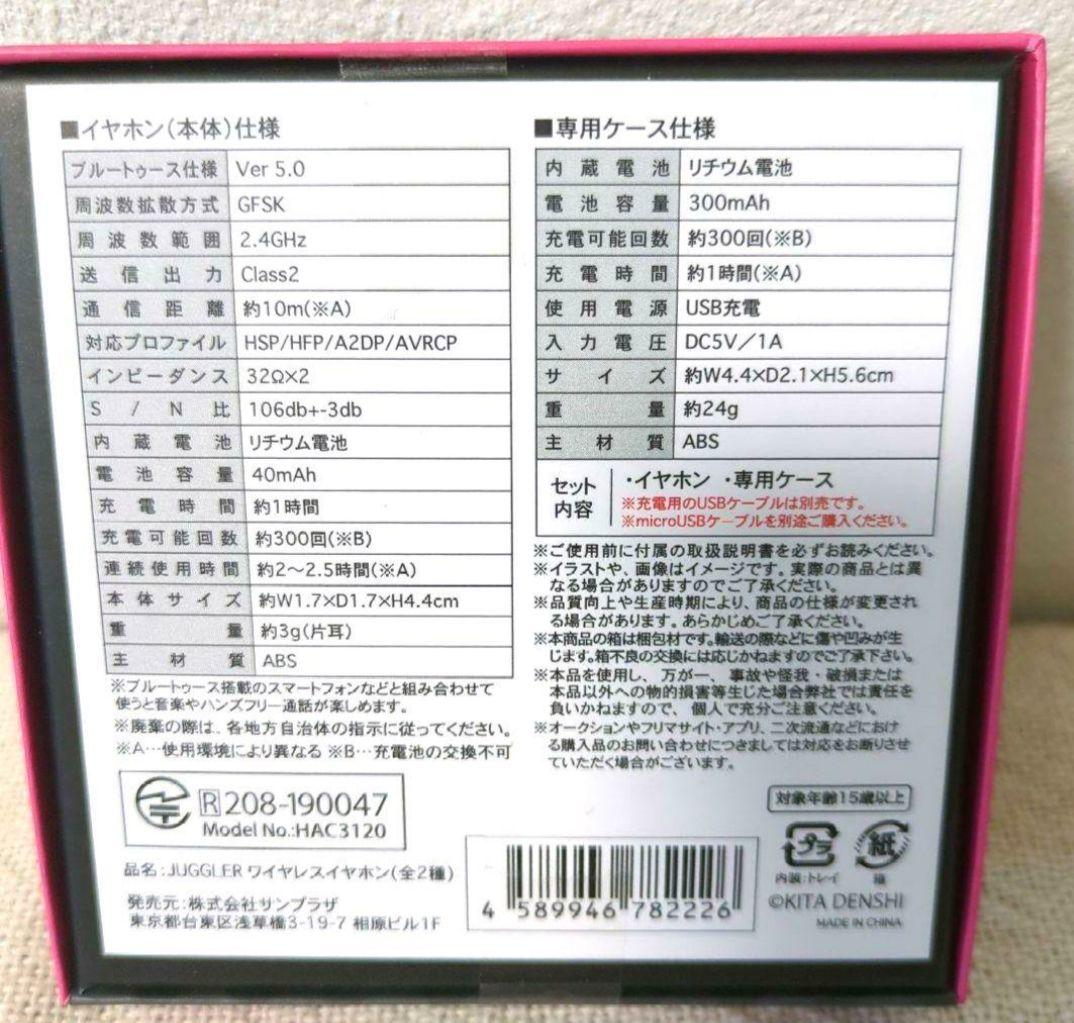 ■イヤホン(本体)仕様
ブルートゥース仕様 Ver 5.0
周波数拡散方式 GFSK
周波数範囲 2.4GHz
送信出力 Class2
通信距離 約10m(※A)
対応プロファイル HSP/HFP/A2DP/AVRCP
インピーダンス 32Ω×2
S/N比 106db+-3db
内蔵電池 リチウム電池
電池容量 40mAh
充電時間 約1時間
充電可能回数 約300回(※B)
連続使用時間 約2〜2.5時間(※A)
本体サイズ 約W1.7×D1.7×H4.4cm
重量 約3g(片耳)
主材質 ABS
※ブルートゥース搭載のスマートフォンなどと組み合わせて
使うと音楽やハンズフリー通話が楽しめます。
※廃棄の際は、各地方自治体の指示に従ってください。
※A…使用環境により異なる ※B…充電池の交換不可
R 208-190047
Model No.:HAC3120
品名:JUGGLER ワイヤレスイヤホン(全2種)
発売元:株式会社サンプラザ
東京都台東区浅草橋3-19-7 相原ビル1F
■専用ケース仕様
内蔵電池 リチウム電池
電池容量 300mAh
充電可能回数 約300回(※B)
充電時間 約1時間(※A)
使用電源 USB充電
入力電圧 DC5V/1A
サイズ 約W4.4×D2.1×H5.6cm
重量 約24g
主材質 ABS
セット内容
・イヤホン ・専用ケース
※充電用のUSBケーブルは別売です。
※microUSBケーブルを別途ご購入ください。
※ご使用前に付属の取扱説明書を必ずお読みください。
※イラストや、画像はイメージです。実際の商品とは異
なる場合がありますのでご了承ください。
※品質向上や生産時期により、商品の仕様が変更され
る場合があります。あらかじめご了承ください。
※本商品の箱は梱包材です。輸送の際などに傷や凹みが生
じます。箱不良の交換には応じかねますのでご了承下さい。
※本品を使用し、万が一、事故や怪我・破損または
本品以外への物的損害等生じた場合弊社では責任を
負いかねますので、個人で充分ご注意ください。
※オークションやフリマサイト・アプリ、二次流通などにおけ
る購入品のお問い合わせにつきましては対応をお断りさせ
ていただく場合がございます。
対象年齢15歳以上
プラ 紙
内装:トレイ 箱
4 589946 782226
©KITA DENSHI
MADE IN CHINA